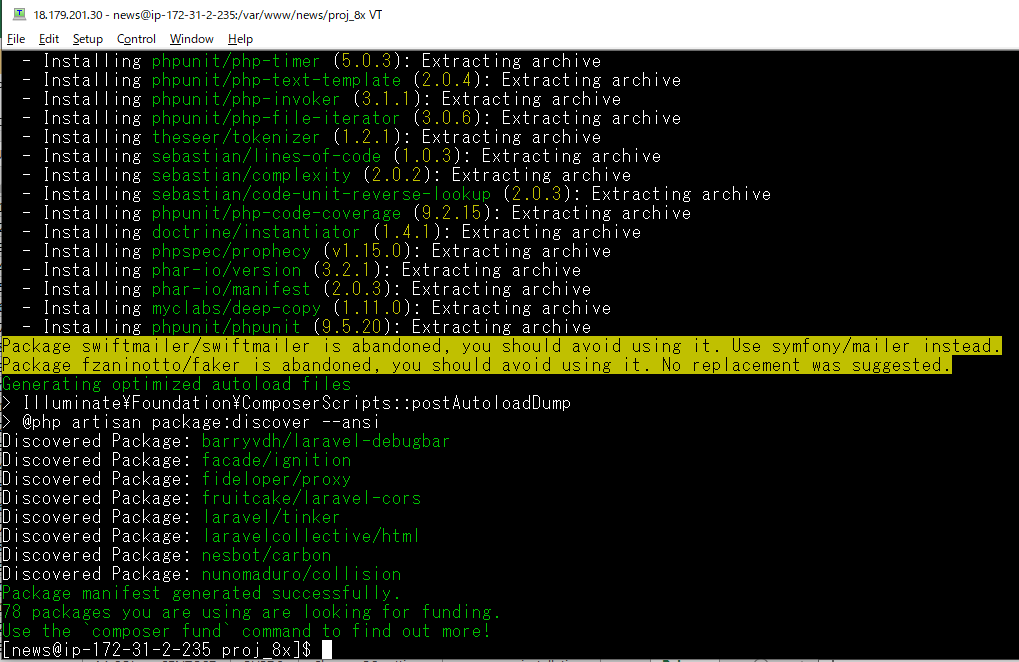 18.179.201.30 - news@ip-172-31-2-235:/var/www/news/proj_8x VT
File Edit Setup Control Window Help
- Installing phpunit/php-timer (5.0.3): Extracting archive
- Installing phpunit/php-text-template (2.0.4): Extracting archive
- Installing phpunit/php-invoker (3.1.1): Extracting archive
- Installing phpunit/php-file-iterator (3.0.6): Extracting archive
- Installing theseer/tokenizer (1.2.1): Extracting archive
- Installing sebastian/lines-of-code (1.0.3): Extracting archive
- Installing sebastian/complexity (2.0.2): Extracting archive
- Installing sebastian/code-unit-reverse-lookup (2.0.3): Extracting archive
- Installing phpunit/php-code-coverage (9.2.15): Extracting archive
- Installing doctrine/instantiator (1.4.1): Extracting archive
- Installing phpspec/prophecy (v1.15.0): Extracting archive
- Installing phar-io/version (3.2.1): Extracting archive
- Installing phar-io/manifest (2.0.3): Extracting archive
- Installing myclabs/deep-copy (1.11.0): Extracting archive
- Installing phpunit/phpunit (9.5.20): Extracting archive
Package swiftmailer/swiftmailer is abandoned, you should avoid using it. Use symfony/mailer instead.
Package fzaninotto/faker is abandoned, you should avoid using it. No replacement was suggested.
Generating optimized autoload files
> Illuminate¥Foundation¥ComposerScripts::postAutoloadDump
> @php artisan package:discover --ansi
Discovered Package: barryvdh/laravel-debugbar
Discovered Package: facade/ignition
Discovered Package: fideloper/proxy
Discovered Package: fruitcake/laravel-cors
Discovered Package: laravel/tinker
Discovered Package: laravelcollective/html
Discovered Package: nesbot/carbon
Discovered Package: nunomaduro/collision
Package manifest generated successfully.
78 packages you are using are looking for funding.
Use the `composer fund` command to find out more!
[news@ip-172-31-2-235 proj_8x]$